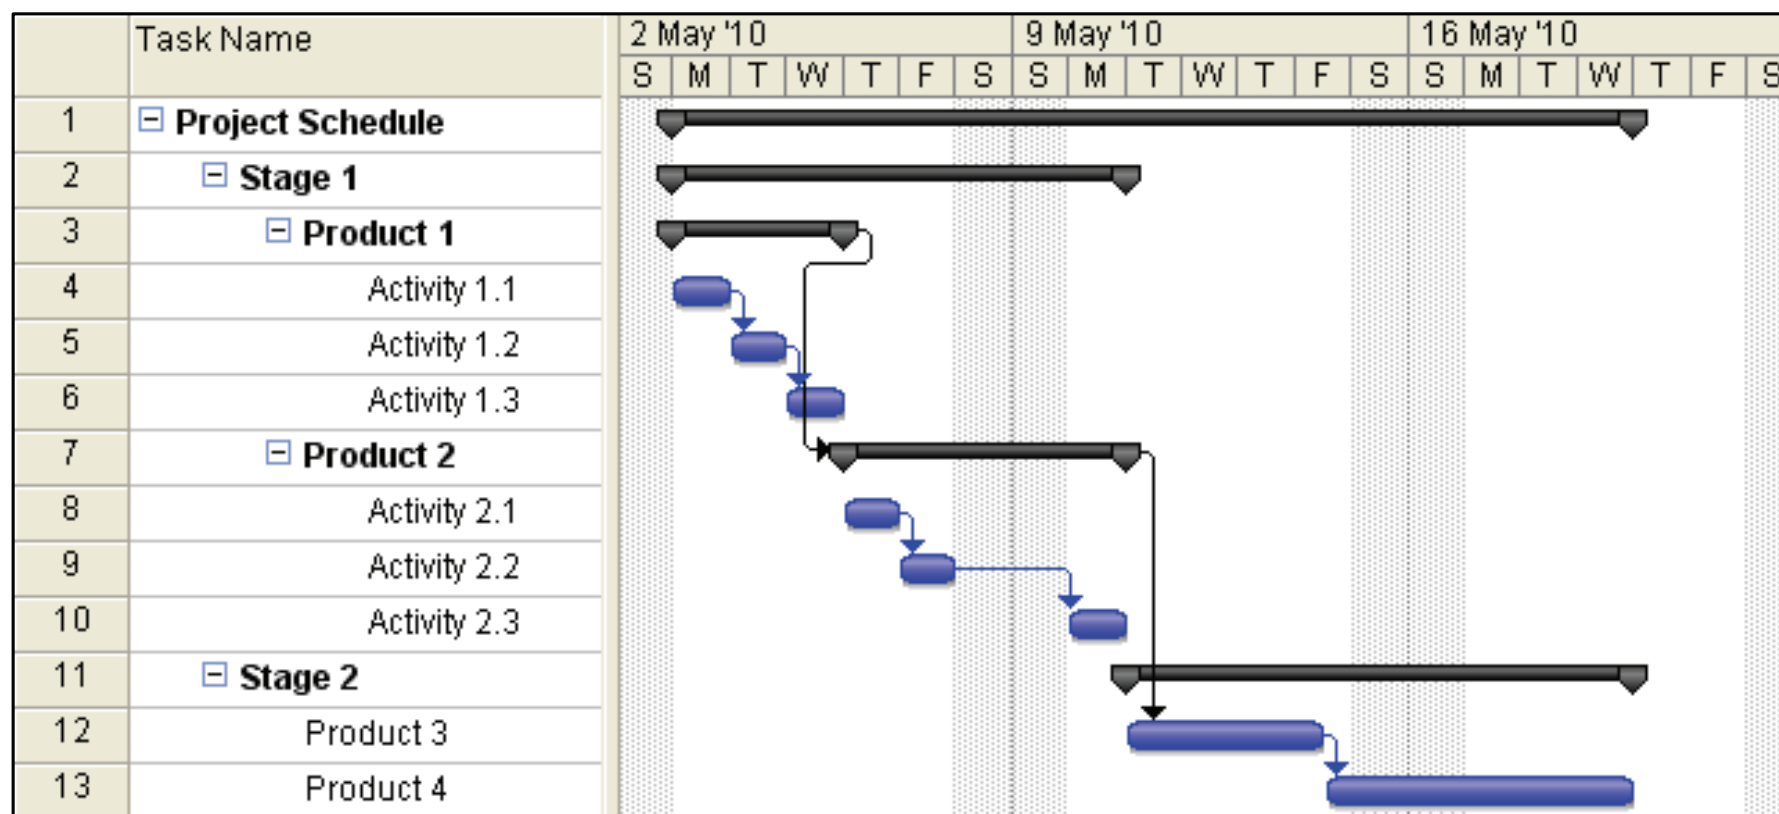 Task Name 2 May '10 9 May '10 16 May '10
S M T W T F S S M T W T F S S M T W T F S
1 Project Schedule
2 Stage 1
3 Product 1
4 Activity 1.1
5 Activity 1.2
6 Activity 1.3
7 Product 2
8 Activity 2.1
9 Activity 2.2
10 Activity 2.3
11 Stage 2
12 Product 3
13 Product 4